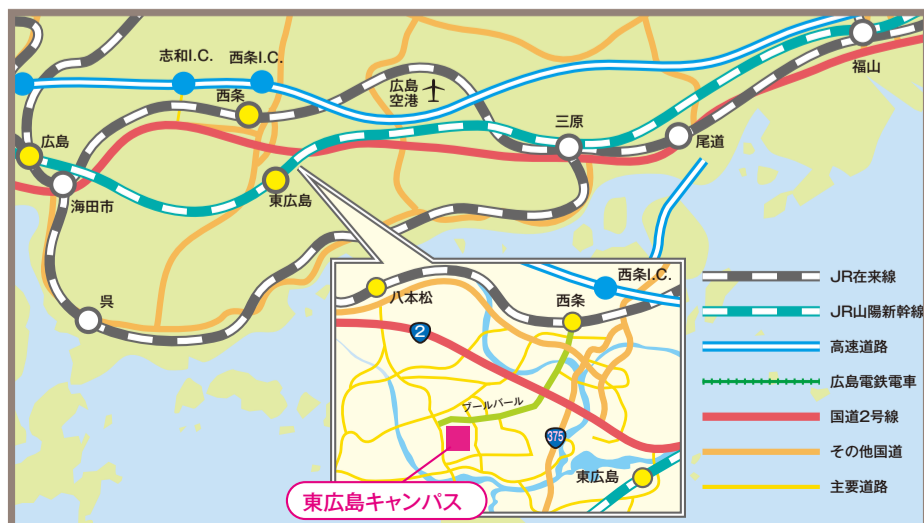 志和I.C.
西条I.C.
西条
広島
空港
福山
三原
尾道
広島
海田市
東広島
呉
西条I.C.
八本松
西条
2
ブールバール
375
東広島
東広島キャンパス
JR在来線
JR山陽新幹線
高速道路
広島電鉄電車
国道2号線
その他国道
主要道路